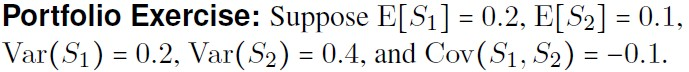 Portfolio Exercise: Suppose E[S₁] = 0.2, E[S₂] = 0.1,
Var(S₁) = 0.2, Var(S₂) = 0.4, and Cov(S₁, S₂) = −0.1.